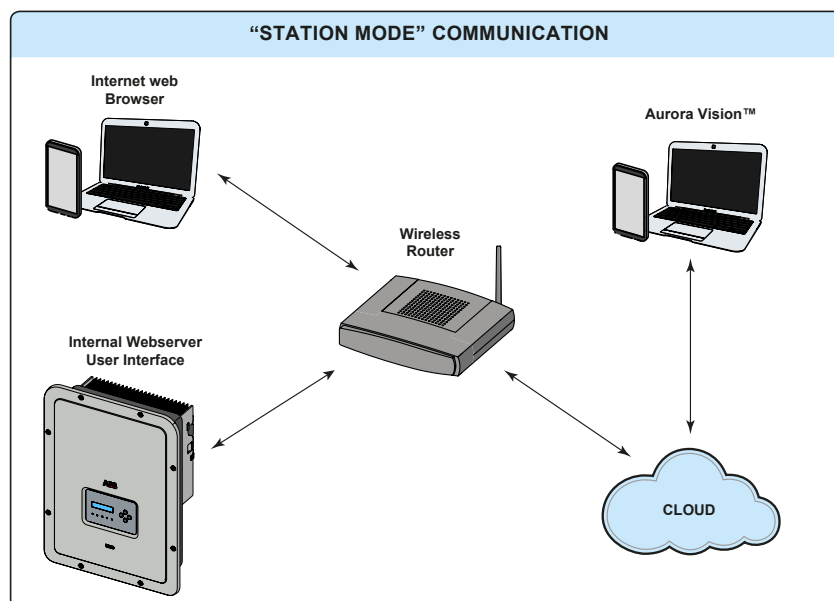 “STATION MODE” COMMUNICATION
Internet web
Browser
Aurora Vision™
Wireless
Router
Internal Webserver
User Interface
ABB
CLOUD